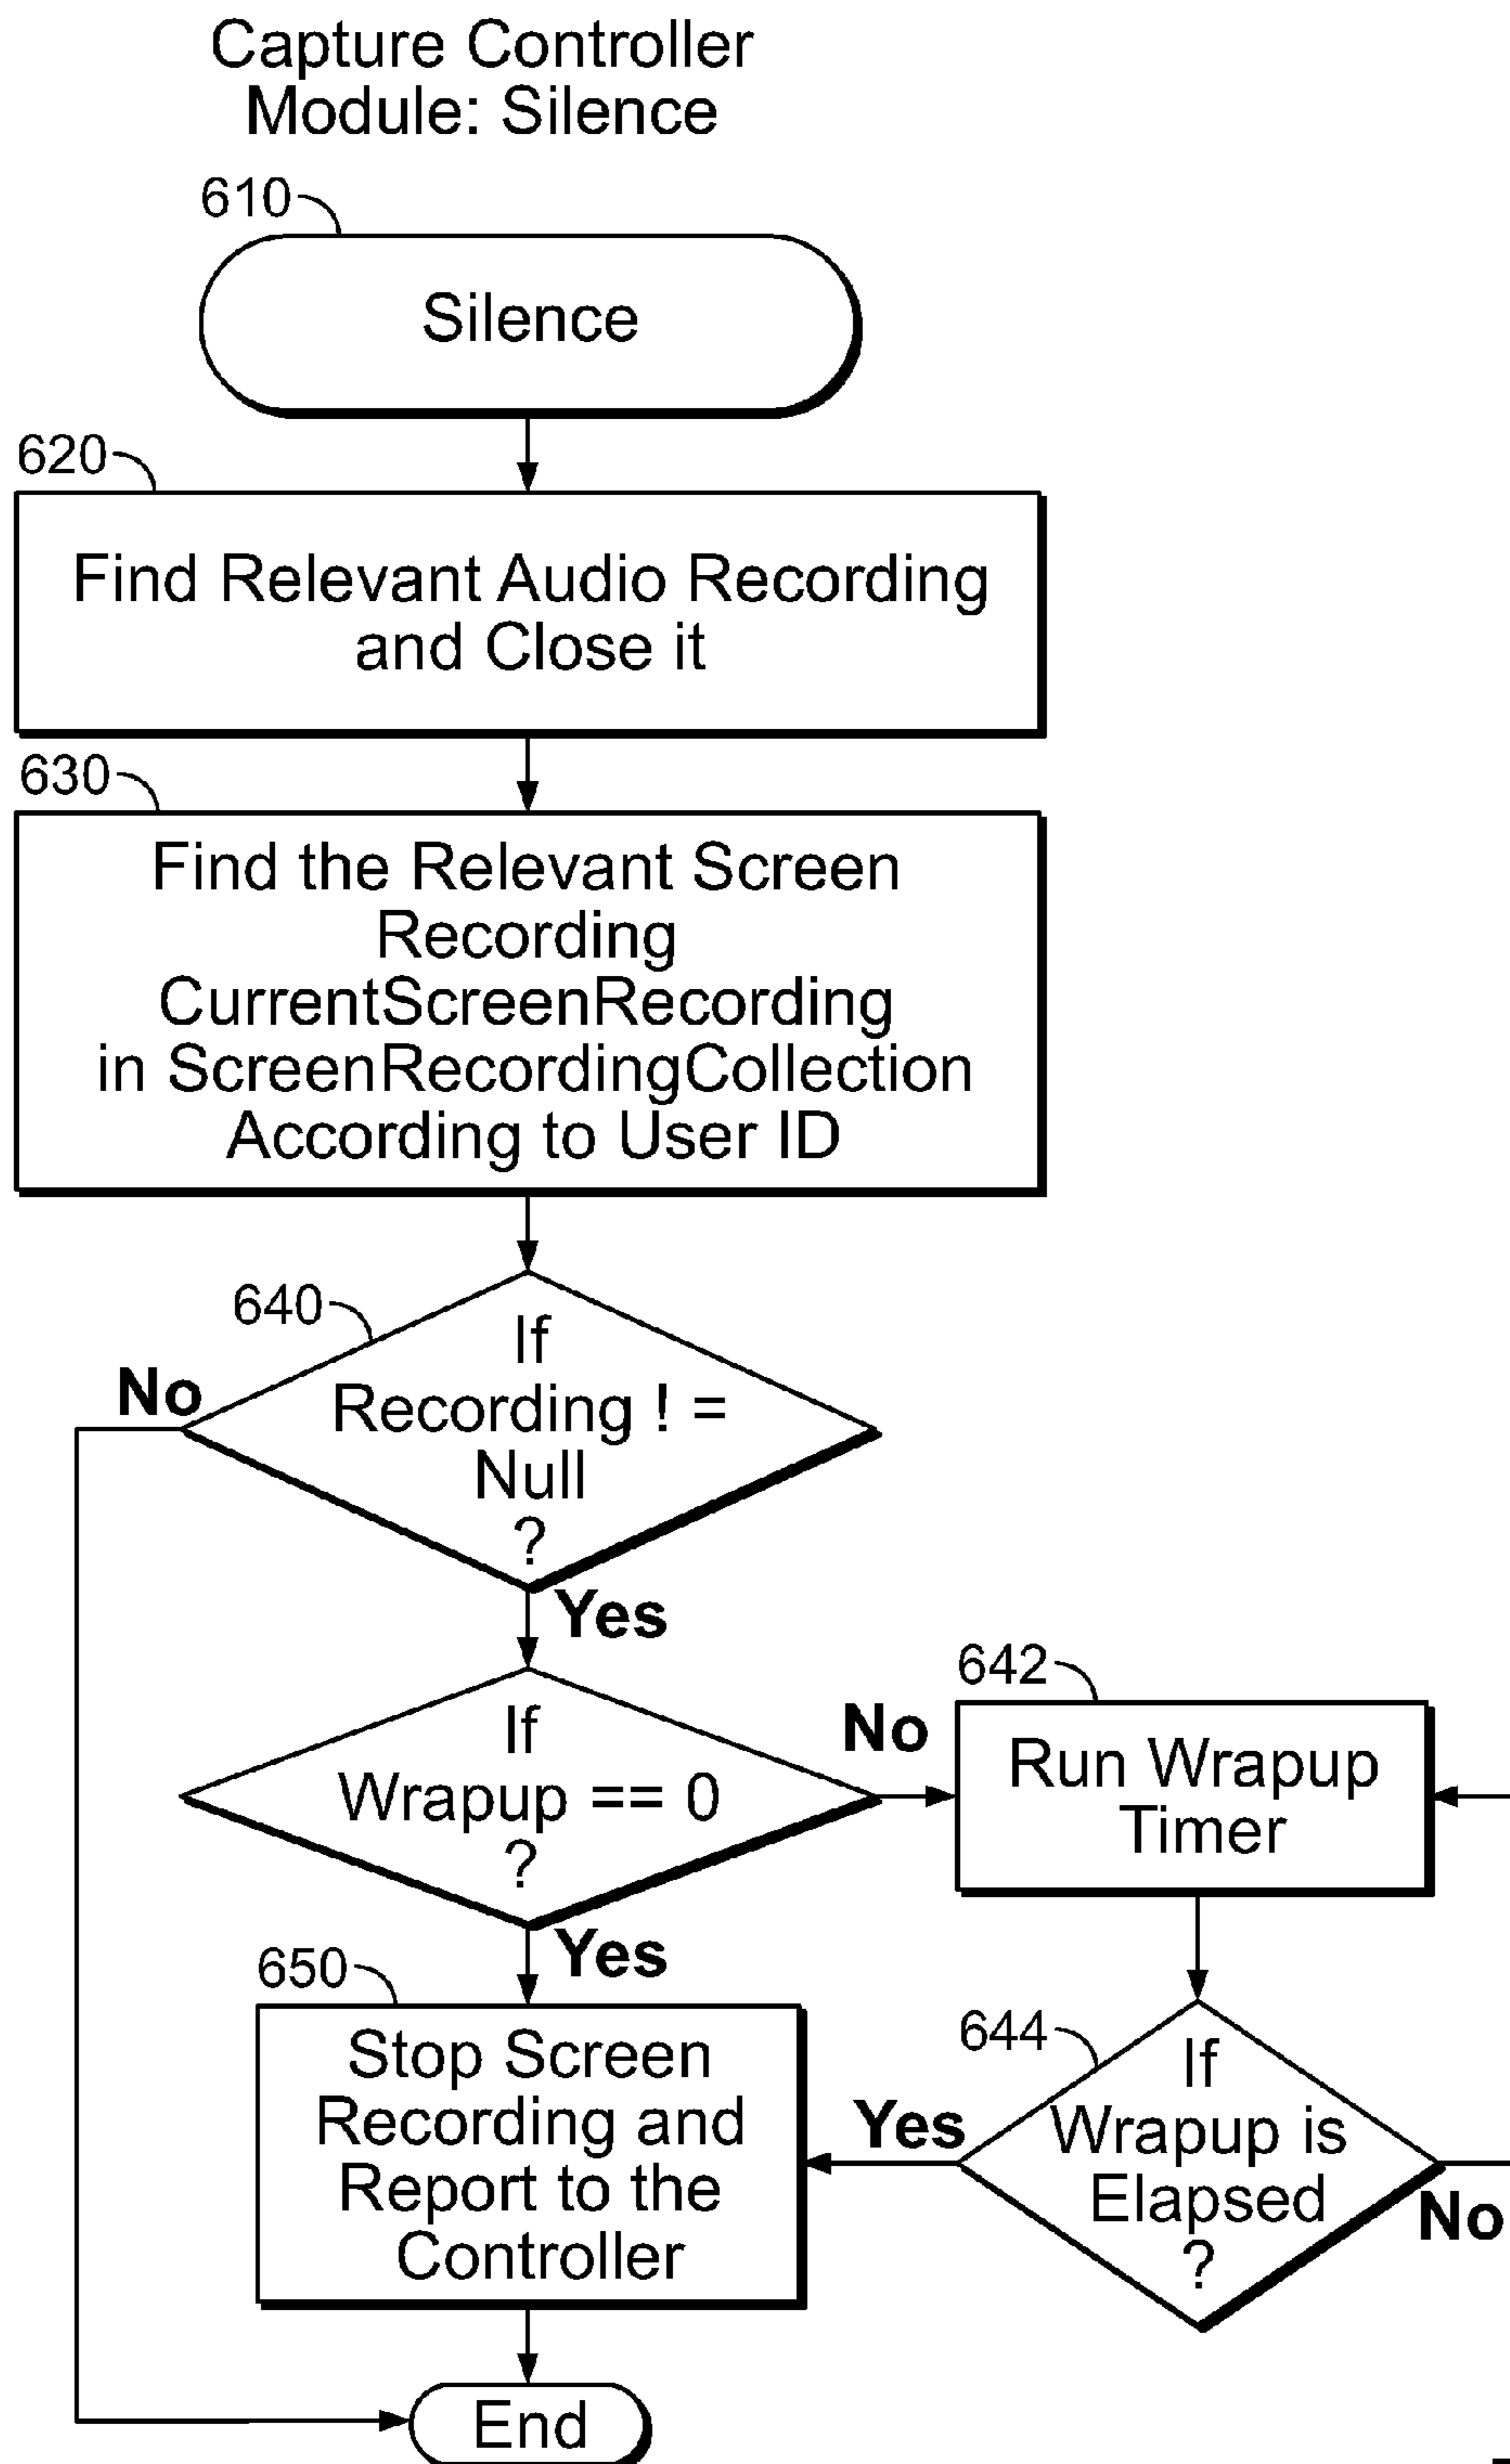 Capture Controller
Module: Silence
610
Silence
620
Find Relevant Audio Recording
and Close it
630
Find the Relevant Screen
Recording
CurrentScreenRecording
in ScreenRecordingCollection
According to User ID
640
If
Recording ! =
Null
?
No
Yes
If
Wrapup == 0
?
No
Yes
642
Run Wrapup
Timer
644
If
Wrapup is
Elapsed
?
Yes
No
650
Stop Screen
Recording and
Report to the
Controller
End